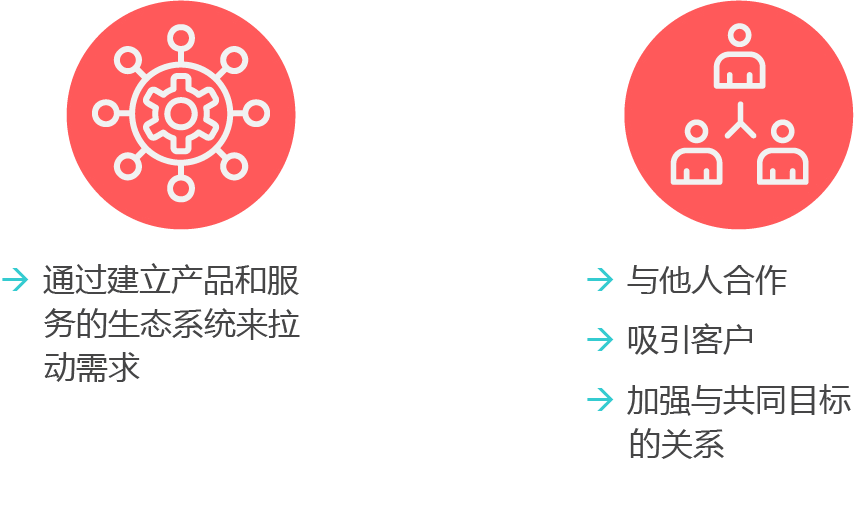 → 通过建立产品和服
务的生态系统来拉
动需求
→ 与他人合作
→ 吸引客户
→ 加强与共同目标
的关系